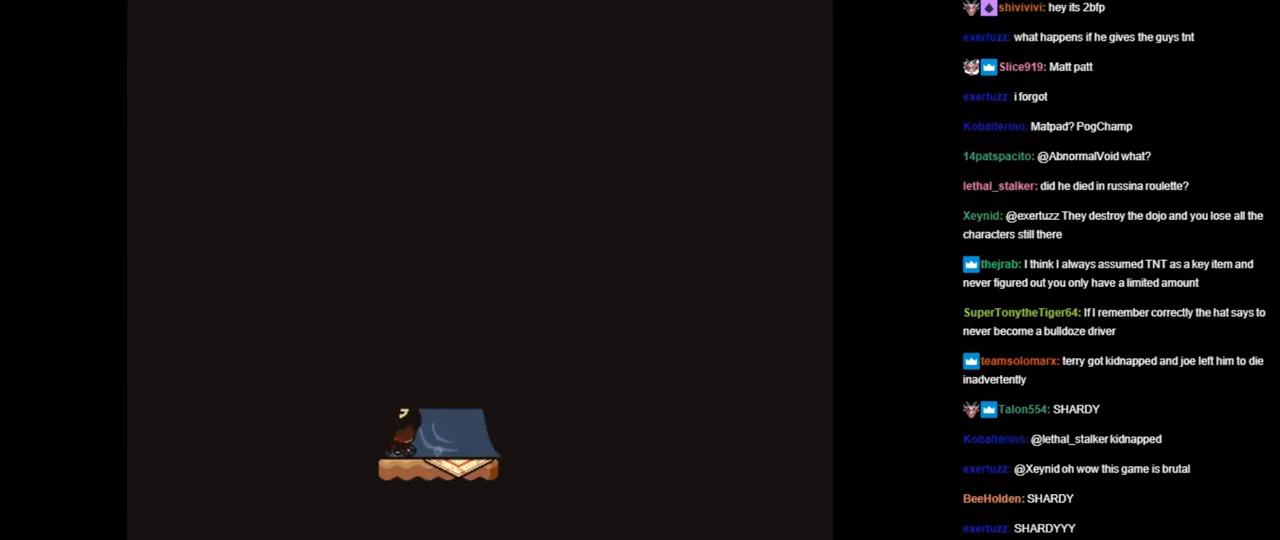 shivivivi: hey its 2bfp
exertuzz: what happens if he gives the guys tnt
Slice919: Matt patt
exertuzz: i forgot
Kobalterino: Matpad? PogChamp
14patspacito: @AbnormalVoid what?
lethal_stalker: did he died in russina roulette?
Xeynid: @exertuzz They destroy the dojo and you lose all the
characters still there
thejrab: I think I always assumed TNT as a key item and
never figured out you only have a limited amount
SuperTonytheTiger64: If I remember correctly the hat says to
never become a bulldoze driver
teamsolomarx: terry got kidnapped and joe left him to die
inadvertently
Talon554: SHARDY
Kobalterino: @lethal_stalker kidnapped
exertuzz: @Xeynid oh wow this game is brutal
BeeHolden: SHARDY
exertuzz: SHARDYYY